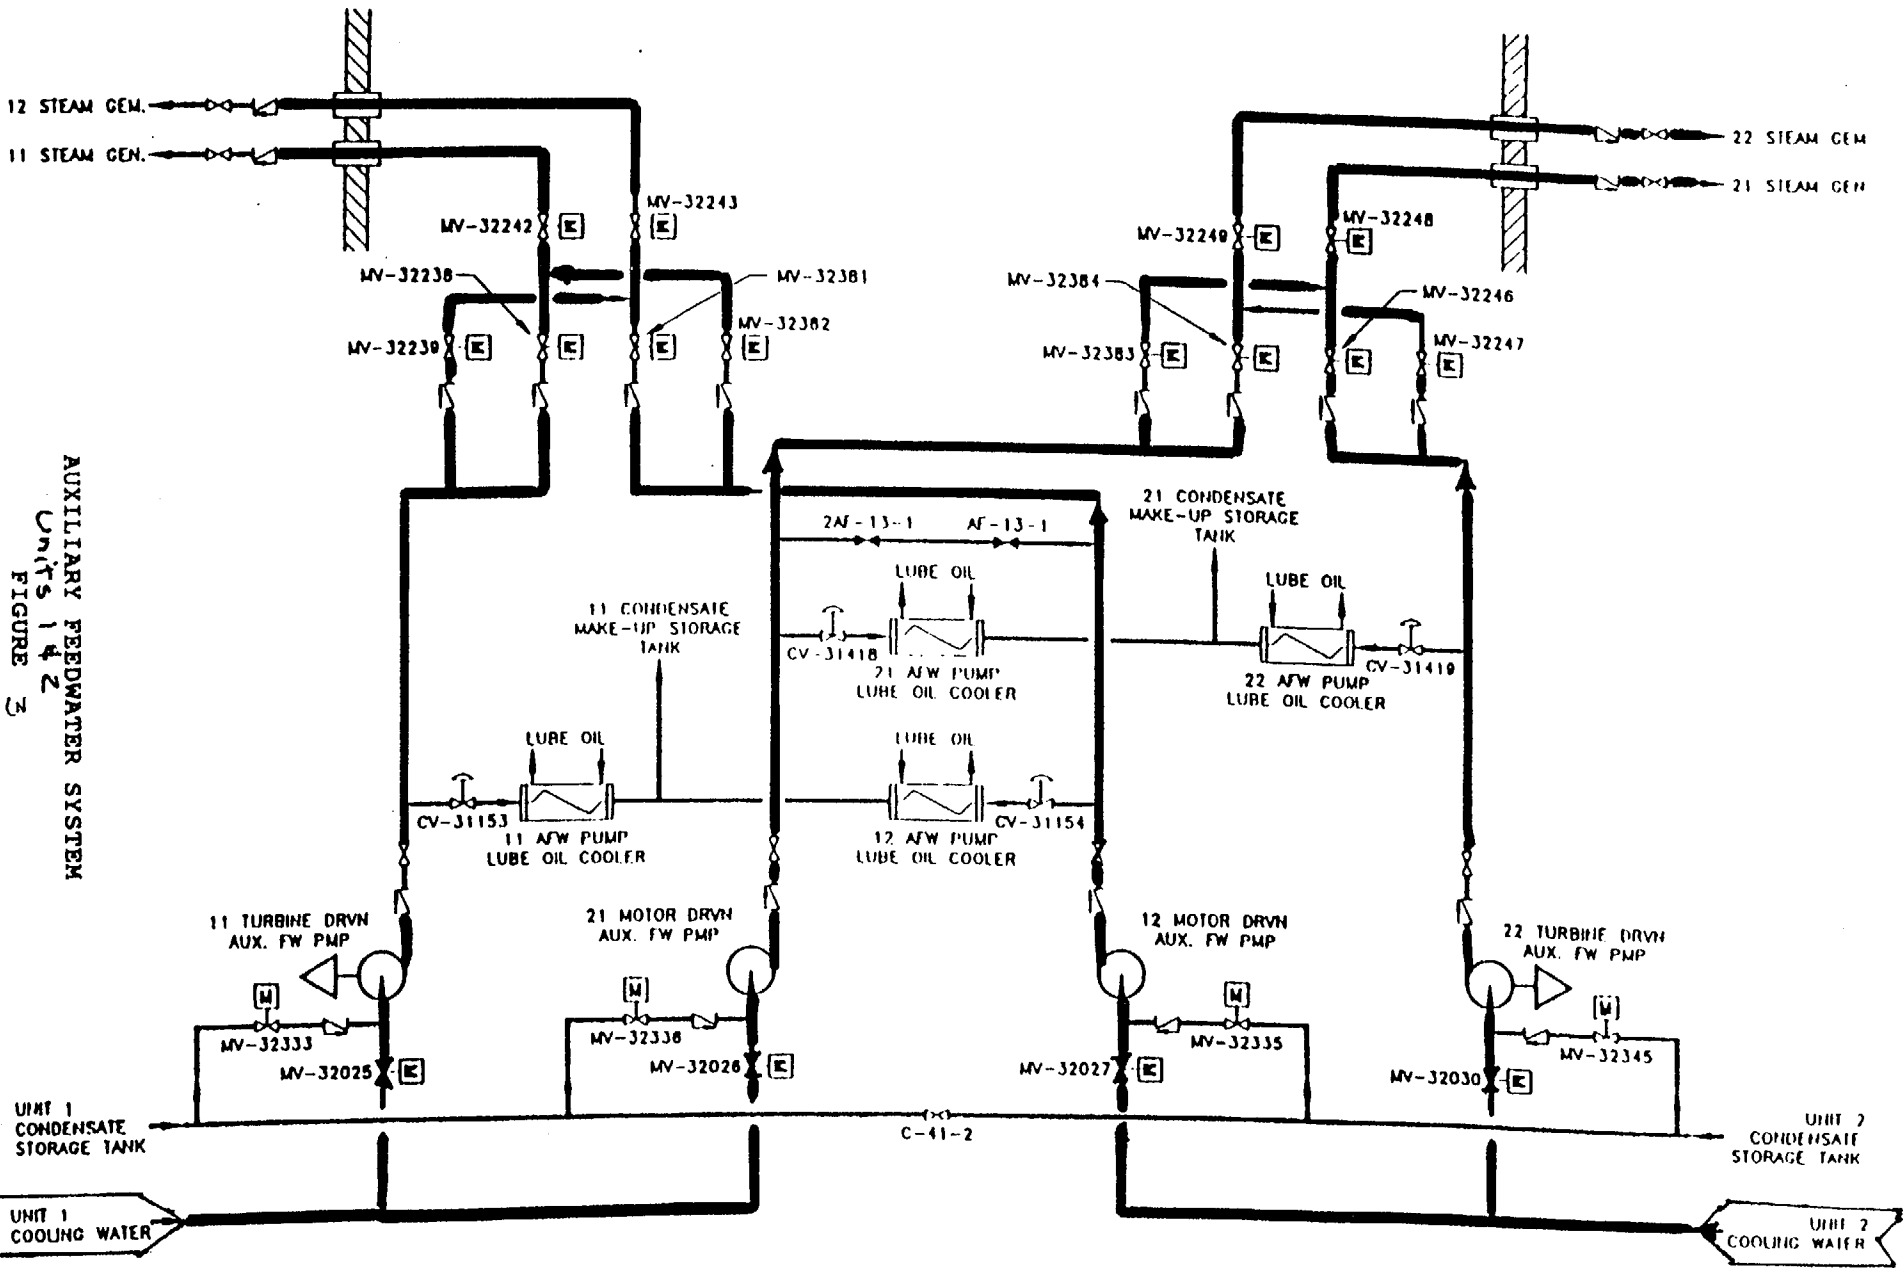 12 STEAM GEM.
11 STEAM GEN.
22 STEAM GEM
21 STEAM GEN
MV-32243
MV-32242
MV-32238
MV-32381
MV-32382
MV-32239
MV-32248
MV-32249
MV-32384
MV-32246
MV-32383
MV-32247
2AF-13-1
AF-13-1
21 CONDENSATE
MAKE-UP STORAGE
TANK
LUBE OIL
LUBE OIL
11 CONDENSATE
MAKE-UP STORAGE
TANK
CV-31418
21 AFW PUMP
LUBE OIL COOLER
CV-31419
22 AFW PUMP
LUBE OIL COOLER
LUBE OIL
LUBE OIL
CV-31153
11 AFW PUMP
LUBE OIL COOLER
CV-31154
12 AFW PUMP
LUBE OIL COOLER
11 TURBINE DRVN
AUX. FW PMP
21 MOTOR DRVN
AUX. FW PMP
12 MOTOR DRVN
AUX. FW PMP
22 TURBINE DRVN
AUX. FW PMP
M
M
M
M
MV-32333
MV-32336
MV-32335
MV-32345
MV-32025
MV-32026
MV-32027
MV-32030
UNIT 1
CONDENSATE
STORAGE TANK
C-41-2
UNIT 2
CONDENSATE
STORAGE TANK
UNIT 1
COOLING WATER
UNIT 2
COOLING WATER
AUXILIARY FEEDWATER SYSTEM
Units 1 & 2
FIGURE 3